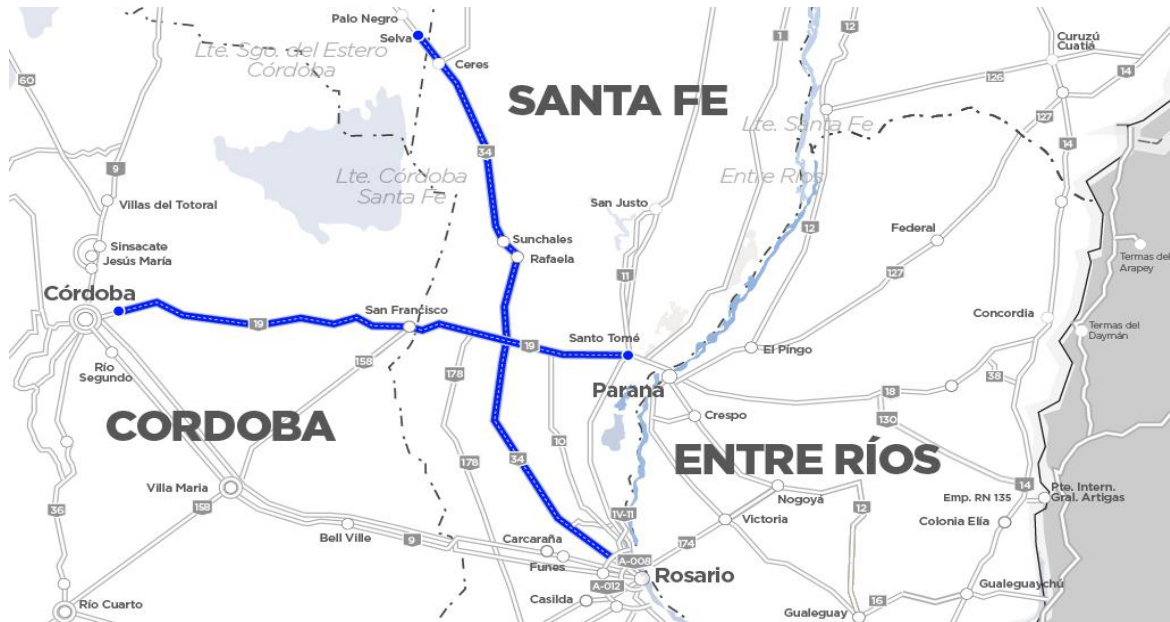 Palo Negro
Selva
Ceres
Lte. Sgo. del Estero
Córdoba
SANTA FE
Lte. Santa Fe
Entre Ríos
Lte. Córdoba
Santa Fe
Curuzú
Cuatiá
60
34
1
12
126
14
127
14
9
Villas del Totoral
Sinsacate
Jesús María
Córdoba
San Justo
Sunchales
Rafaela
11
12
Federal
127
Termas del
Arapey
Concordia
Termas del
Daymán
San Francisco
19
19
Santo Tomé
El Pingo
158
178
Río
Segundo
Paraná
18
38
CORDOBA
Crespo
130
10
34
178
ENTRE RÍOS
Villa Maria
158
36
Bell Ville
9
Nogoyá
12
Victoria
14
Emp. RN 135
Pte. Intern.
Gral. Artigas
Colonia Elía
1V-11
174
Carcaraña
Funes
A-008
A-012
Rosario
Casilda
Río Cuarto
Gualeguay
16
Gualeguaychú